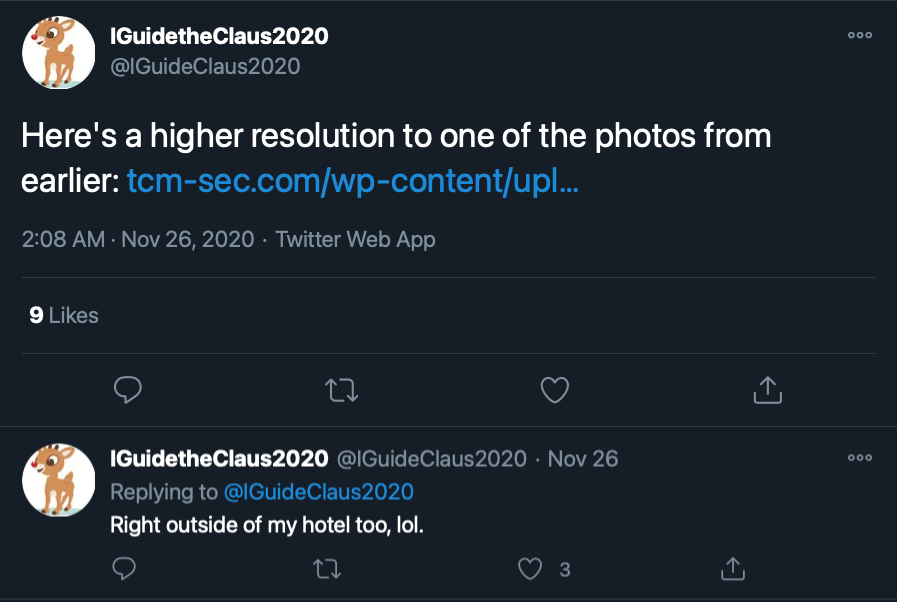 IGuidetheClaus2020
@IGuideClaus2020
Here's a higher resolution to one of the photos from
earlier: tcm-sec.com/wp-content/upl...
2:08 AM · Nov 26, 2020 · Twitter Web App
9 Likes
IGuidetheClaus2020 @IGuideClaus2020 · Nov 26
Replying to @IGuideClaus2020
Right outside of my hotel too, lol.
3